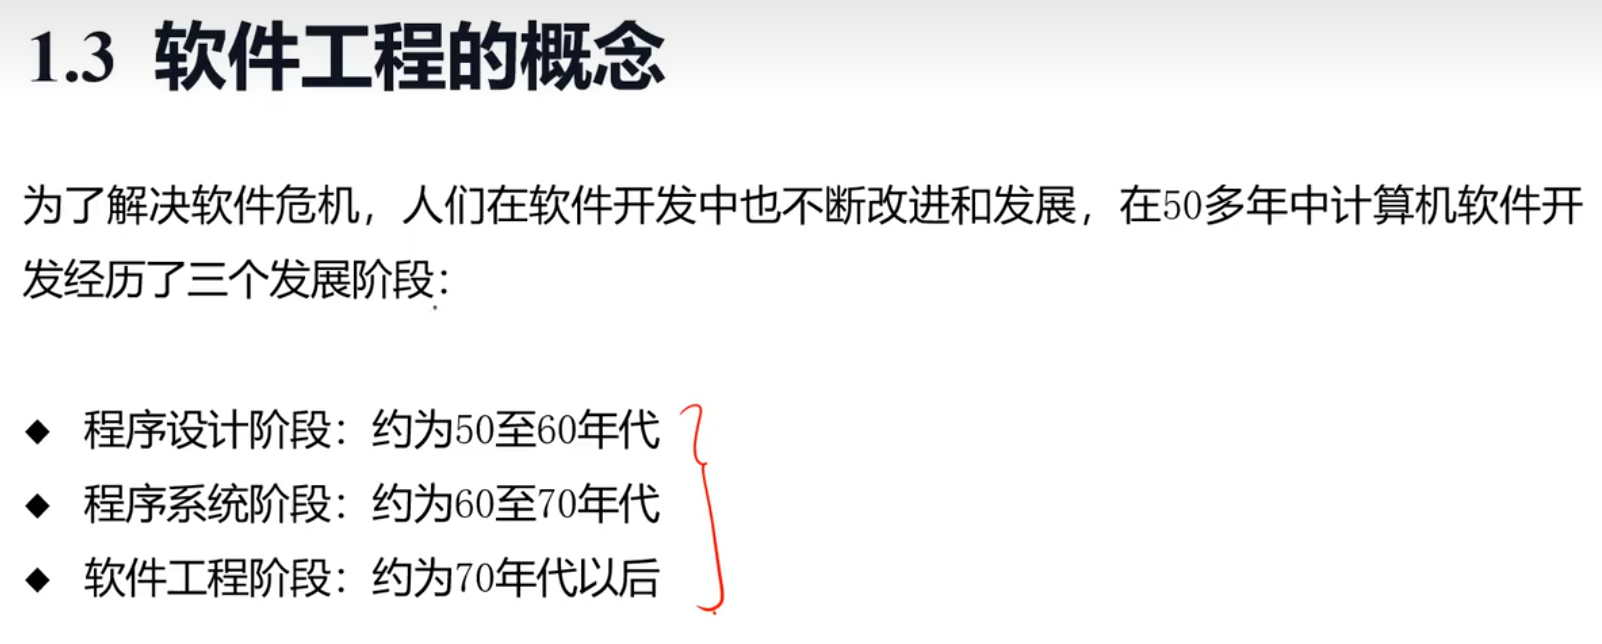 1.3 软件工程的概念
为了解决软件危机，人们在软件开发中也不断改进和发展，在50多年中计算机软件开
发经历了三个发展阶段：
◆ 程序设计阶段：约为50至60年代
◆ 程序系统阶段：约为60至70年代
◆ 软件工程阶段：约为70年代以后